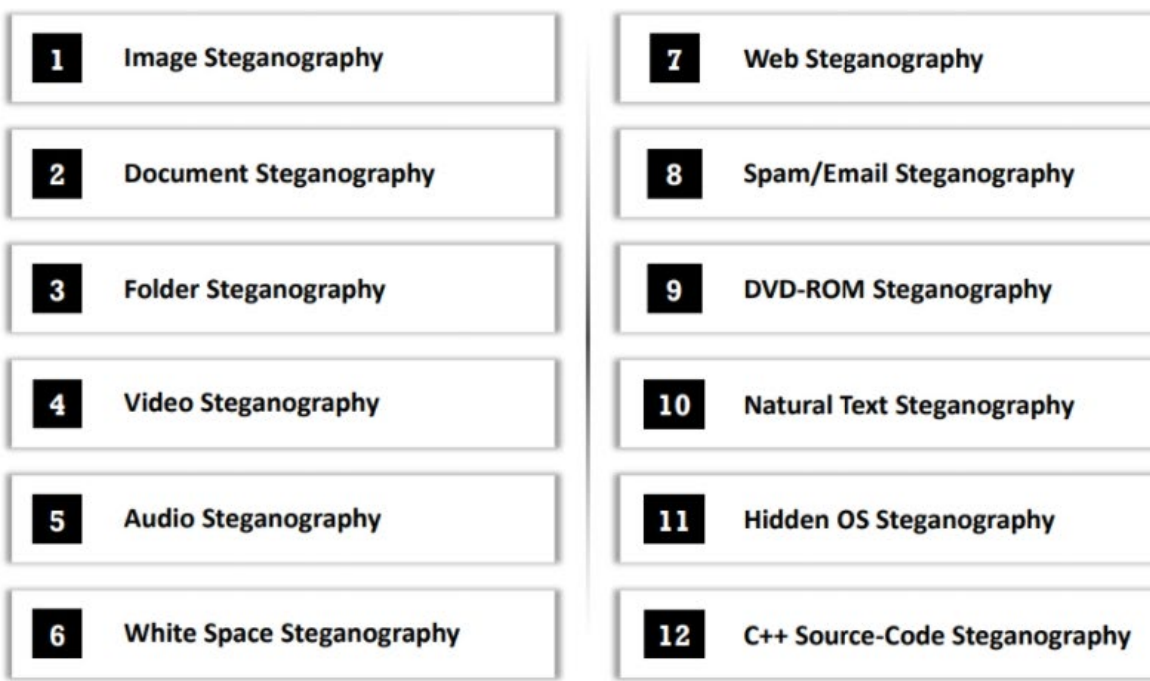 1 Image Steganography
2 Document Steganography
3 Folder Steganography
4 Video Steganography
5 Audio Steganography
6 White Space Steganography
7 Web Steganography
8 Spam/Email Steganography
9 DVD-ROM Steganography
10 Natural Text Steganography
11 Hidden OS Steganography
12 C++ Source-Code Steganography